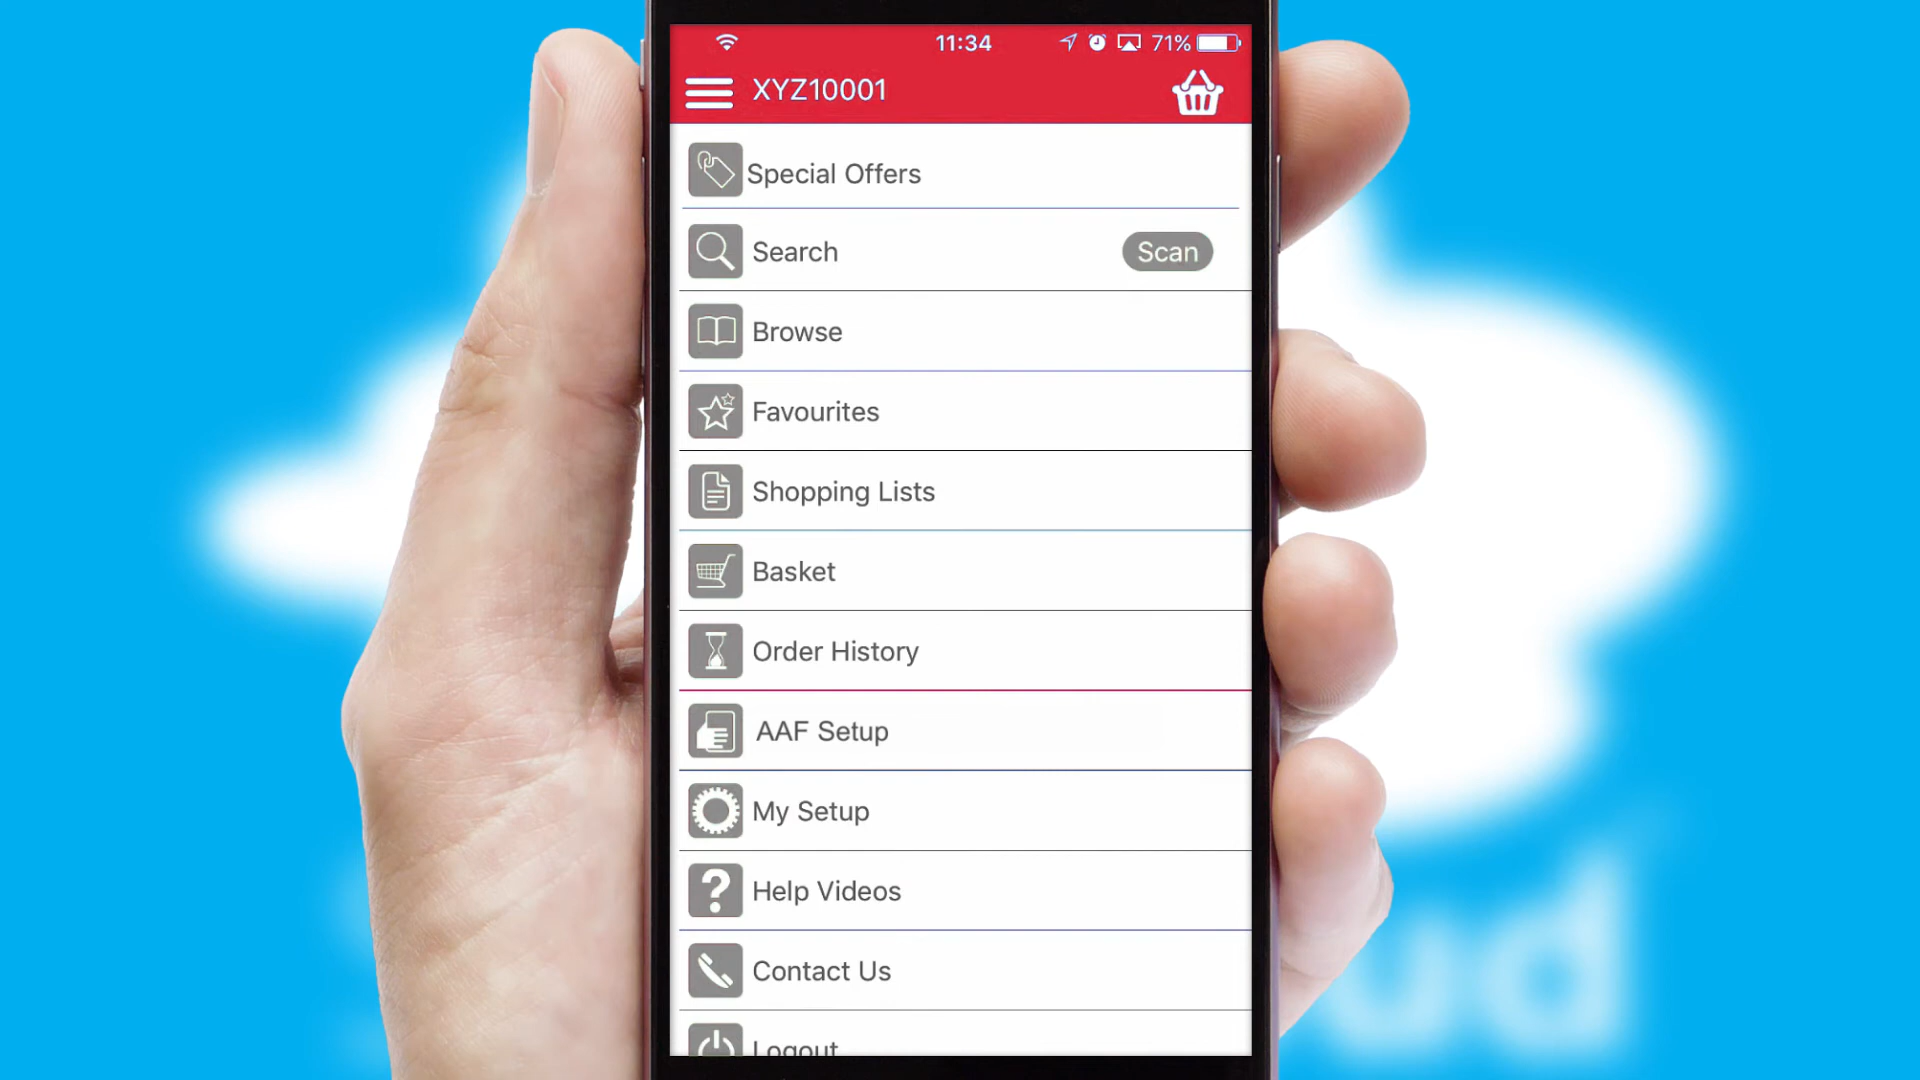 11:34 71%
XYZ10001
Special Offers
Search Scan
Browse
Favourites
Shopping Lists
Basket
Order History
AAF Setup
My Setup
Help Videos
Contact Us
Logout
ud